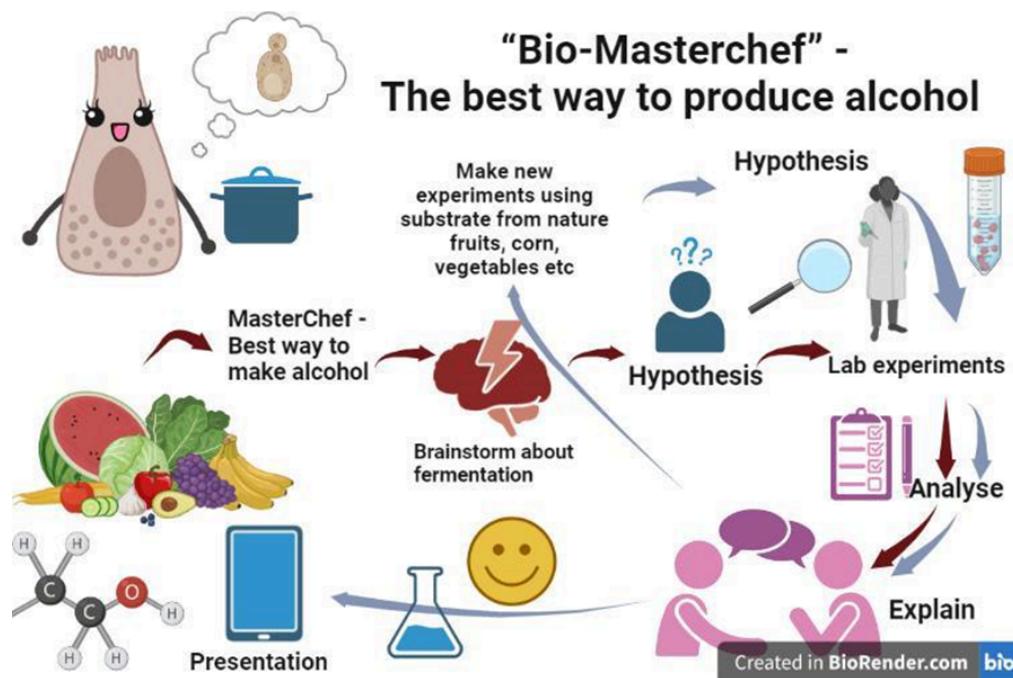 “Bio-Masterchef” -
The best way to produce alcohol
Make new
experiments using
substrate from nature
fruits, corn,
vegetables etc
Hypothesis
???
MasterChef -
Best way to
make alcohol
Brainstorm about
fermentation
Hypothesis
Lab experiments
Analyse
Explain
Presentation
H H
C C O H
H H
Created in BioRender.com bio